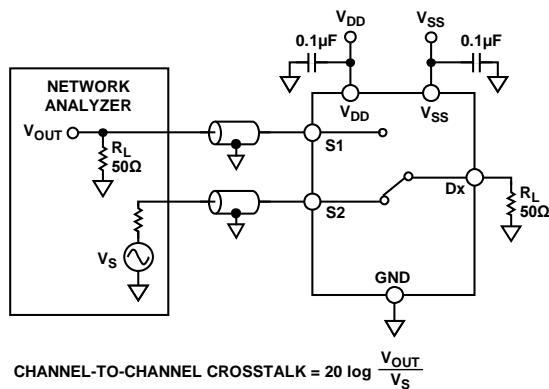 V_DD
V_SS
0.1µF
0.1µF
NETWORK
ANALYZER
V_DD
V_SS
V_OUT
R_L
50Ω
S1
S2
Dx
R_L
50Ω
V_S
GND
CHANNEL-TO-CHANNEL CROSSTALK = 20 log V_OUT / V_S